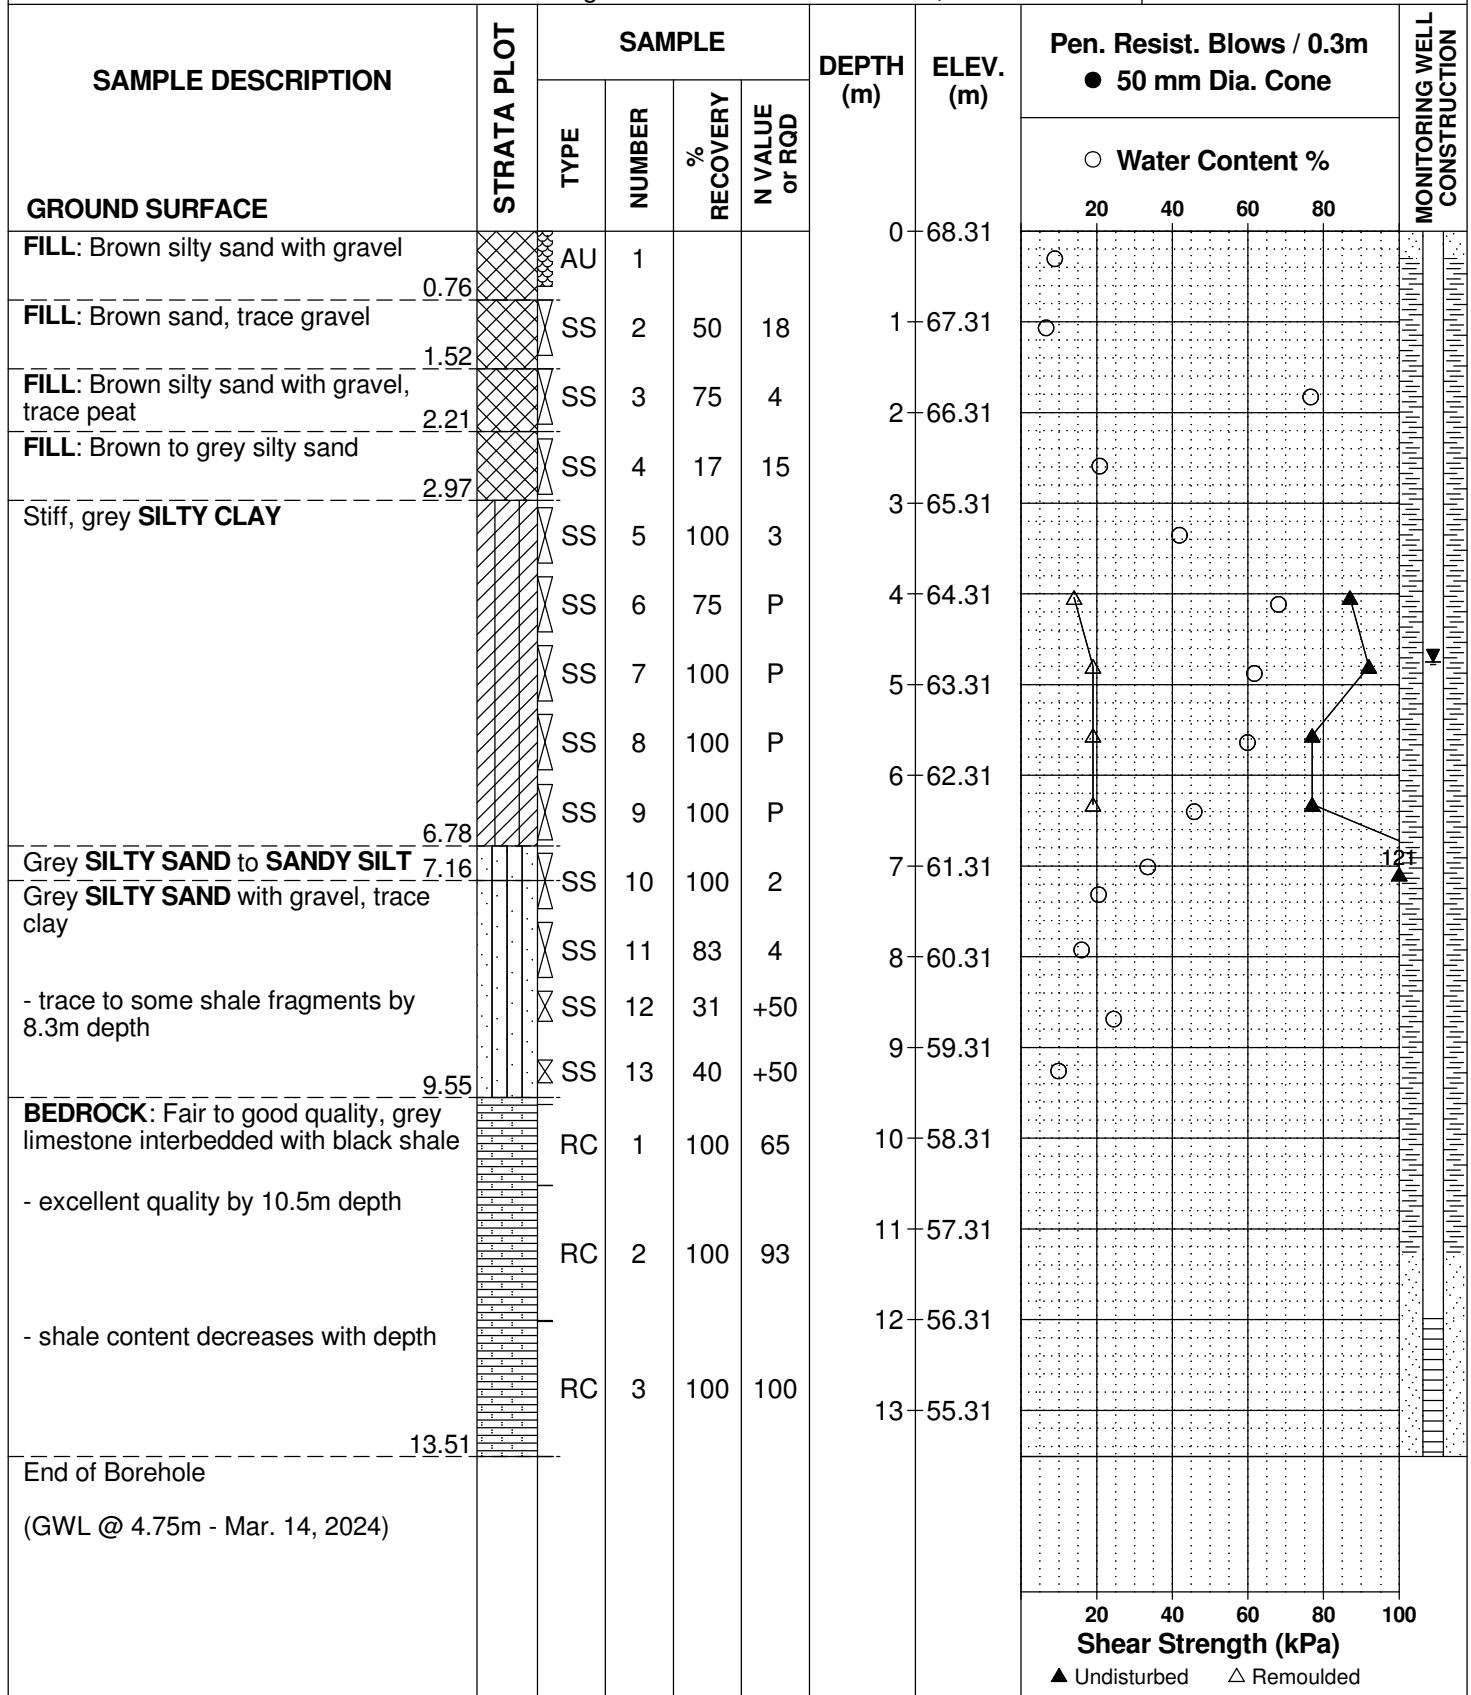 SAMPLE DESCRIPTION
GROUND SURFACE
STRATA PLOT
SAMPLE
TYPE
NUMBER
%
RECOVERY
N VALUE
or RQD
DEPTH
(m)
ELEV.
(m)
Pen. Resist. Blows / 0.3m
● 50 mm Dia. Cone
○ Water Content %
20 40 60 80
MONITORING WELL
CONSTRUCTION
0 68.31
FILL: Brown silty sand with gravel
0.76
AU 1
FILL: Brown sand, trace gravel
1.52
SS 2 50 18
1 67.31
FILL: Brown silty sand with gravel,
trace peat
2.21
SS 3 75 4
2 66.31
FILL: Brown to grey silty sand
2.97
SS 4 17 15
3 65.31
Stiff, grey SILTY CLAY
SS 5 100 3
SS 6 75 P
4 64.31
SS 7 100 P
5 63.31
SS 8 100 P
6 62.31
SS 9 100 P
6.78
Grey SILTY SAND to SANDY SILT 7.16
SS 10 100 2
7 61.31
121
Grey SILTY SAND with gravel, trace
clay
SS 11 83 4
8 60.31
- trace to some shale fragments by
8.3m depth
SS 12 31 +50
9 59.31
SS 13 40 +50
9.55
BEDROCK: Fair to good quality, grey
limestone interbedded with black shale
RC 1 100 65
10 58.31
- excellent quality by 10.5m depth
11 57.31
RC 2 100 93
12 56.31
- shale content decreases with depth
RC 3 100 100
13 55.31
13.51
End of Borehole
(GWL @ 4.75m - Mar. 14, 2024)
20 40 60 80 100
Shear Strength (kPa)
▲ Undisturbed △ Remoulded